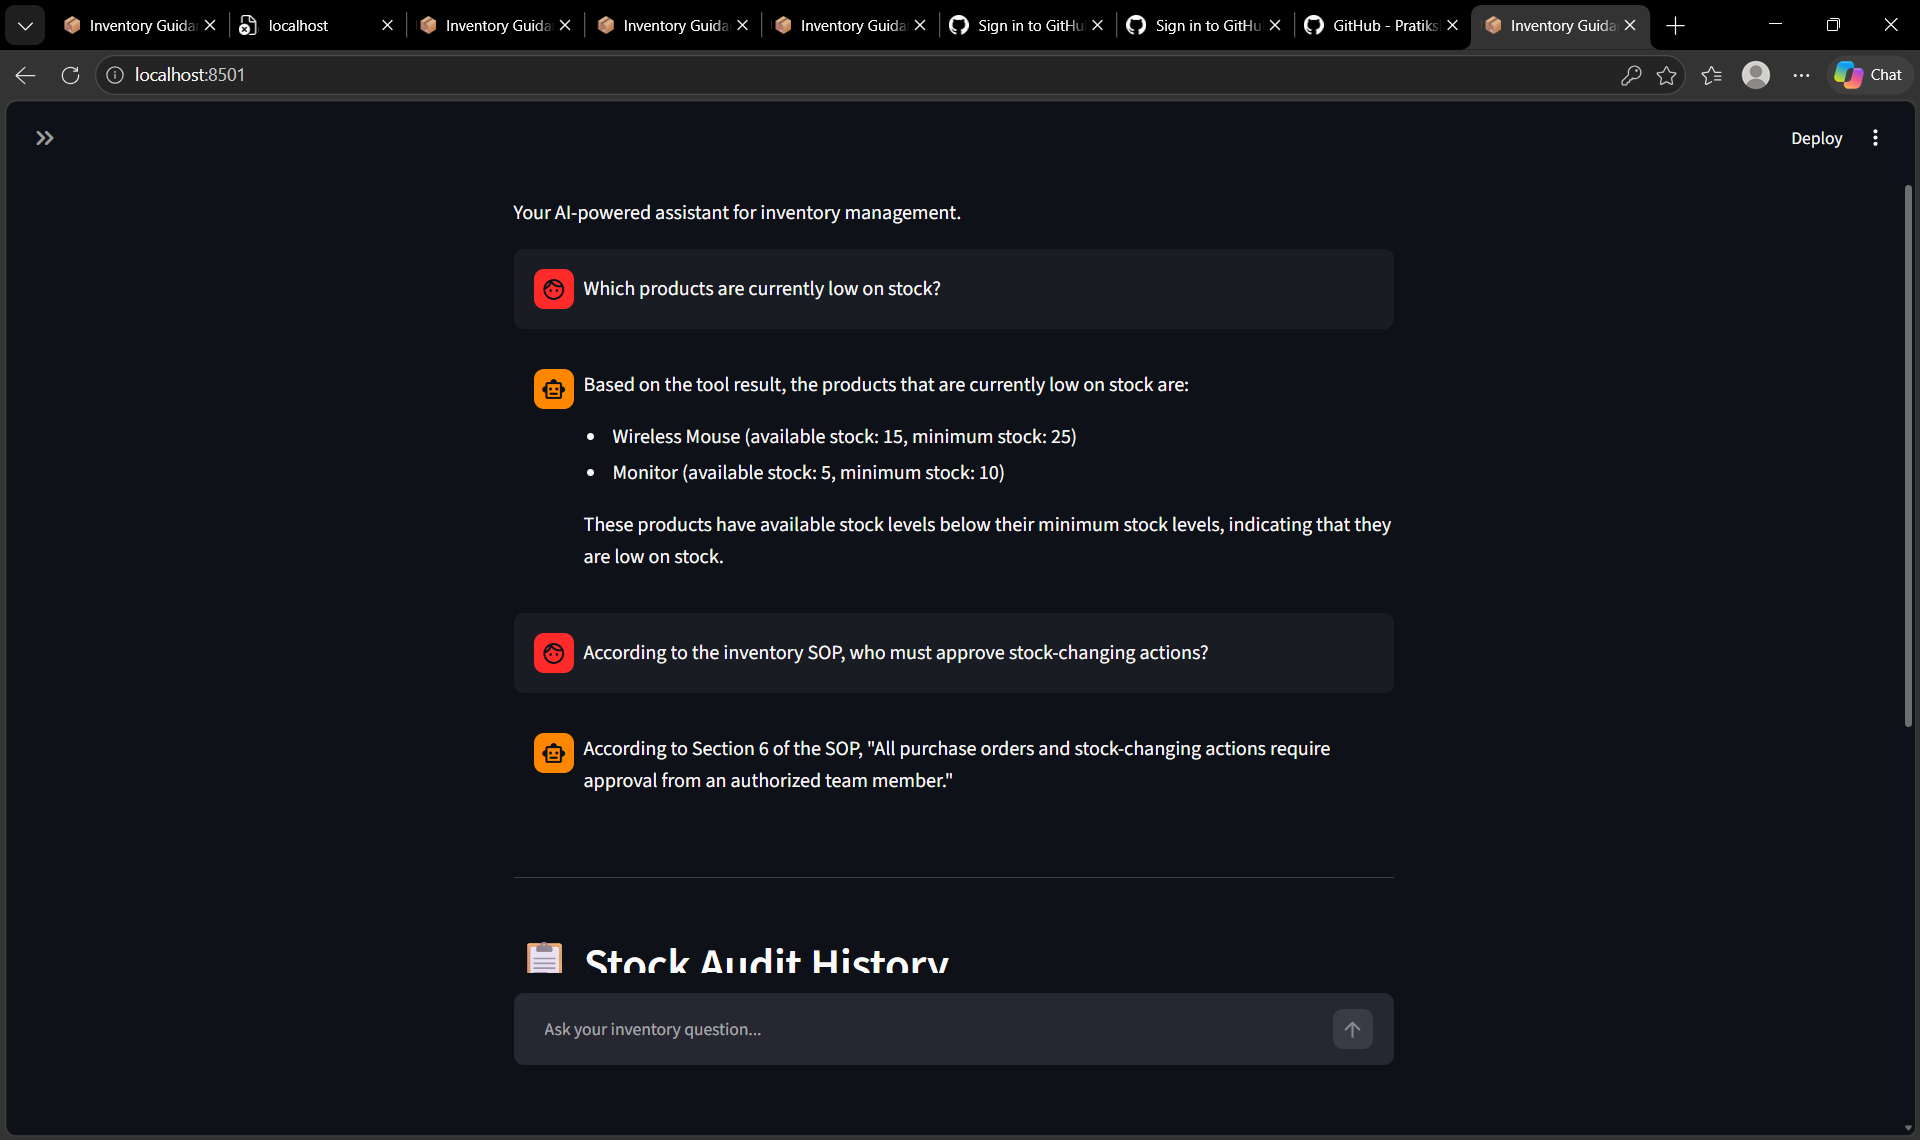 Inventory Guida
localhost
Inventory Guida
Inventory Guida
Inventory Guida
Sign in to GitHu
Sign in to GitHu
GitHub - Pratiks
Inventory Guida
localhost:8501
Chat
Deploy
Your AI-powered assistant for inventory management.
Which products are currently low on stock?
Based on the tool result, the products that are currently low on stock are:
• Wireless Mouse (available stock: 15, minimum stock: 25)
• Monitor (available stock: 5, minimum stock: 10)
These products have available stock levels below their minimum stock levels, indicating that they
are low on stock.
According to the inventory SOP, who must approve stock-changing actions?
According to Section 6 of the SOP, "All purchase orders and stock-changing actions require
approval from an authorized team member."
Stock Audit History
Ask your inventory question...